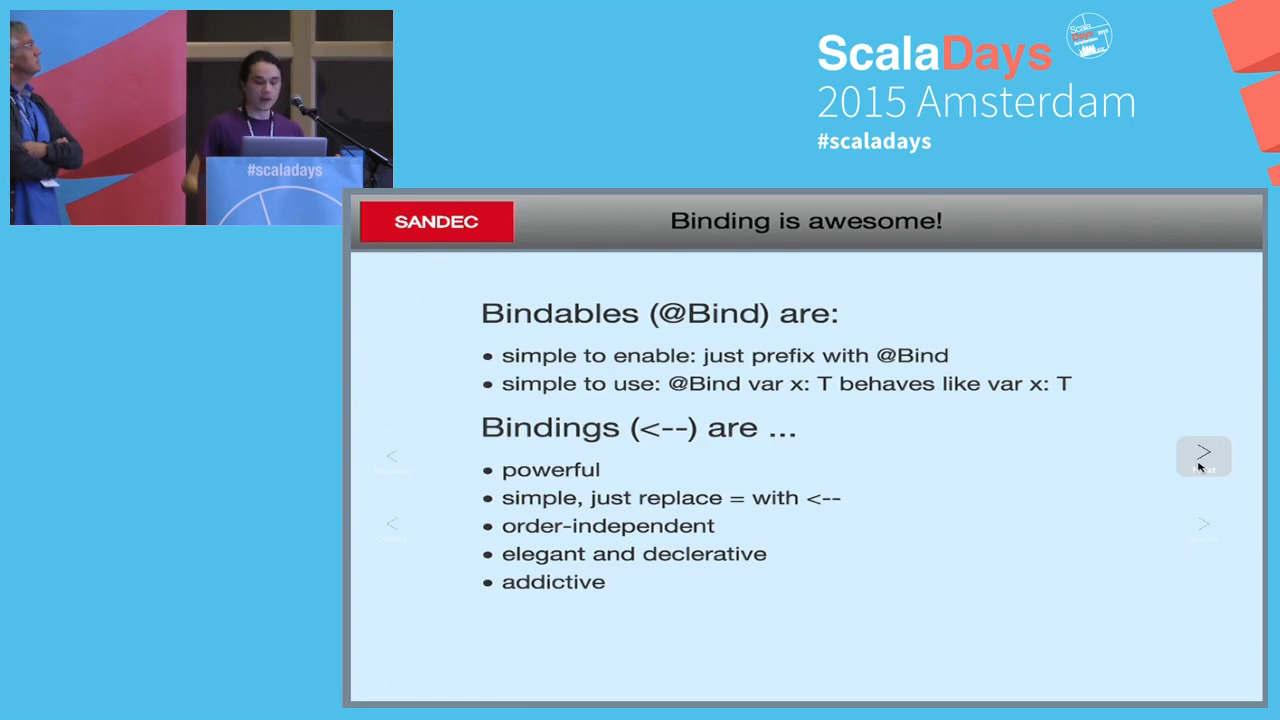 ScalaDays
2015 Amsterdam
#scaladays
#scaladays
SANDEC
Binding is awesome!
Bindables (@Bind) are:
• simple to enable: just prefix with @Bind
• simple to use: @Bind var x: T behaves like var x: T
Bindings (<--) are ...
• powerful
• simple, just replace = with <--
• order-independent
• elegant and declerative
• addictive
<
>
<
>